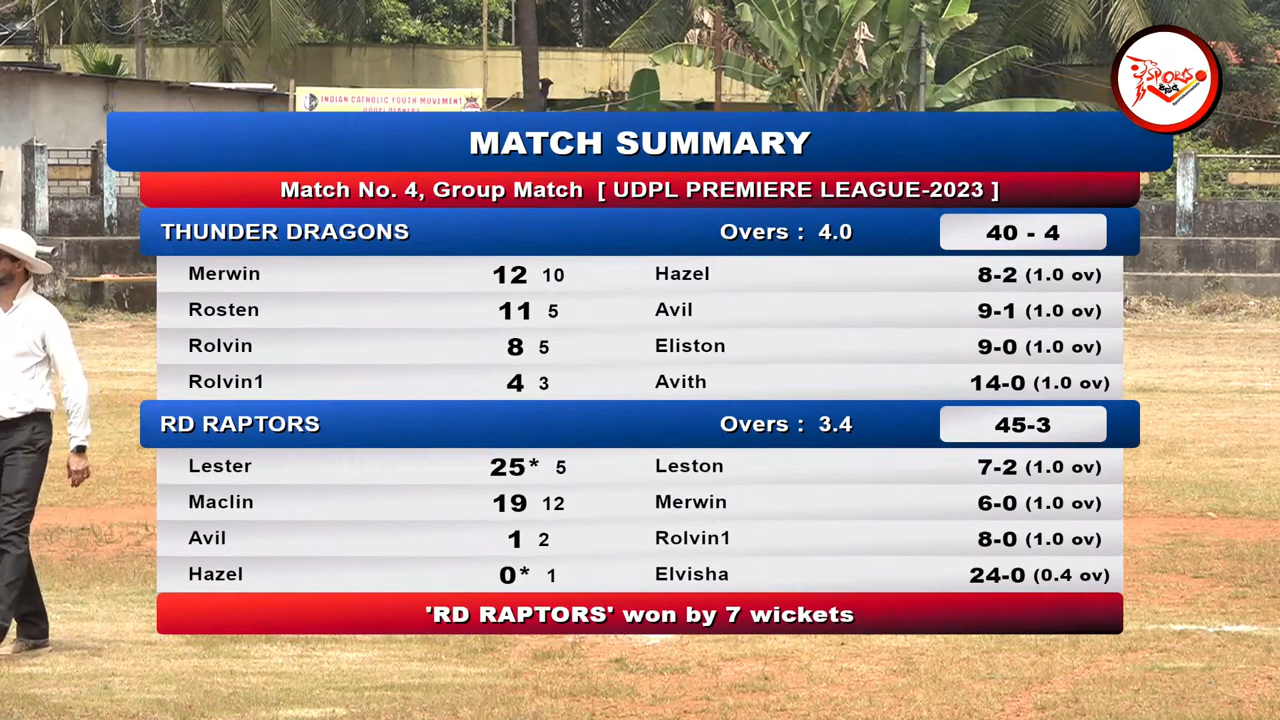 INDIAN CATHOLIC YOUTH MOVEMENT
SPORTS
MATCH SUMMARY
Match No. 4, Group Match [ UDPL PREMIERE LEAGUE-2023 ]
THUNDER DRAGONS Overs : 4.0 40 - 4
Merwin 12 10 Hazel 8-2 (1.0 ov)
Rosten 11 5 Avil 9-1 (1.0 ov)
Rolvin 8 5 Eliston 9-0 (1.0 ov)
Rolvin1 4 3 Avith 14-0 (1.0 ov)
RD RAPTORS Overs : 3.4 45-3
Lester 25* 5 Leston 7-2 (1.0 ov)
Maclin 19 12 Merwin 6-0 (1.0 ov)
Avil 1 2 Rolvin1 8-0 (1.0 ov)
Hazel 0* 1 Elvisha 24-0 (0.4 ov)
'RD RAPTORS' won by 7 wickets